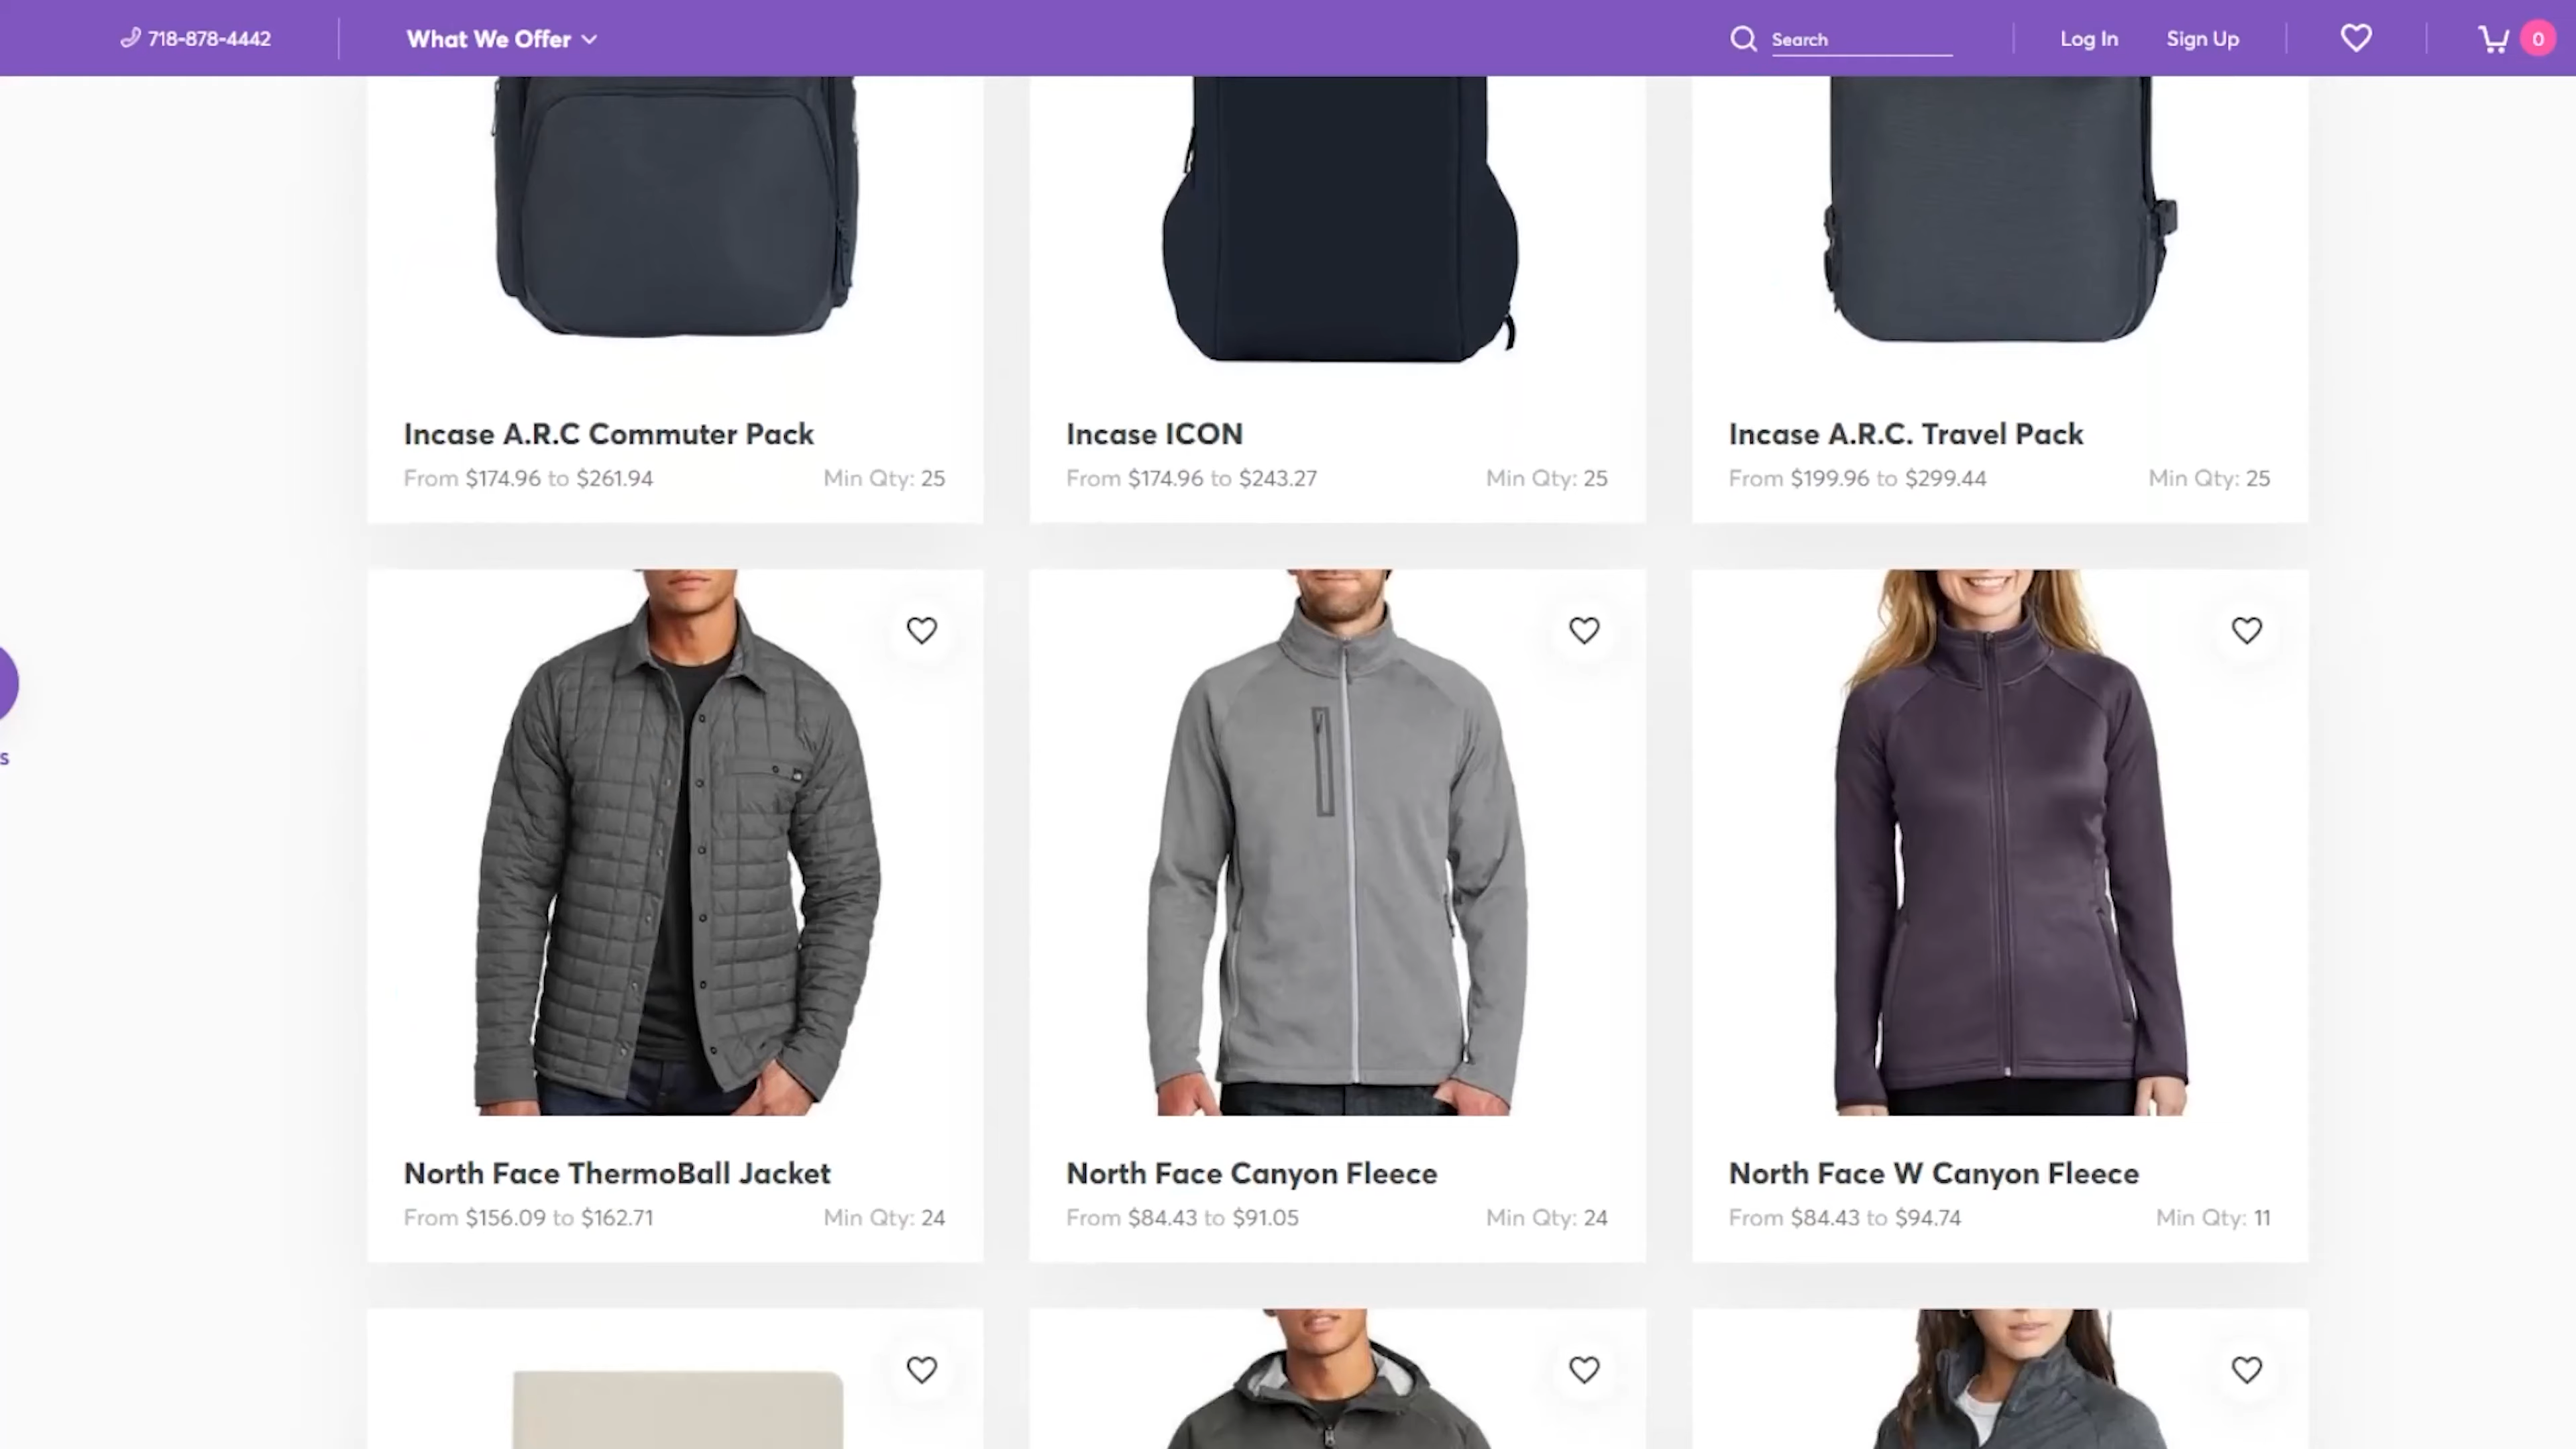 718-878-4442
What We Offer
Search
Log In
Sign Up
0
Incase A.R.C Commuter Pack
From $174.96 to $261.94 Min Qty: 25
Incase ICON
From $174.96 to $243.27 Min Qty: 25
Incase A.R.C. Travel Pack
From $199.96 to $299.44 Min Qty: 25
s
North Face ThermoBall Jacket
From $156.09 to $162.71 Min Qty: 24
North Face Canyon Fleece
From $84.43 to $91.05 Min Qty: 24
North Face W Canyon Fleece
From $84.43 to $94.74 Min Qty: 11